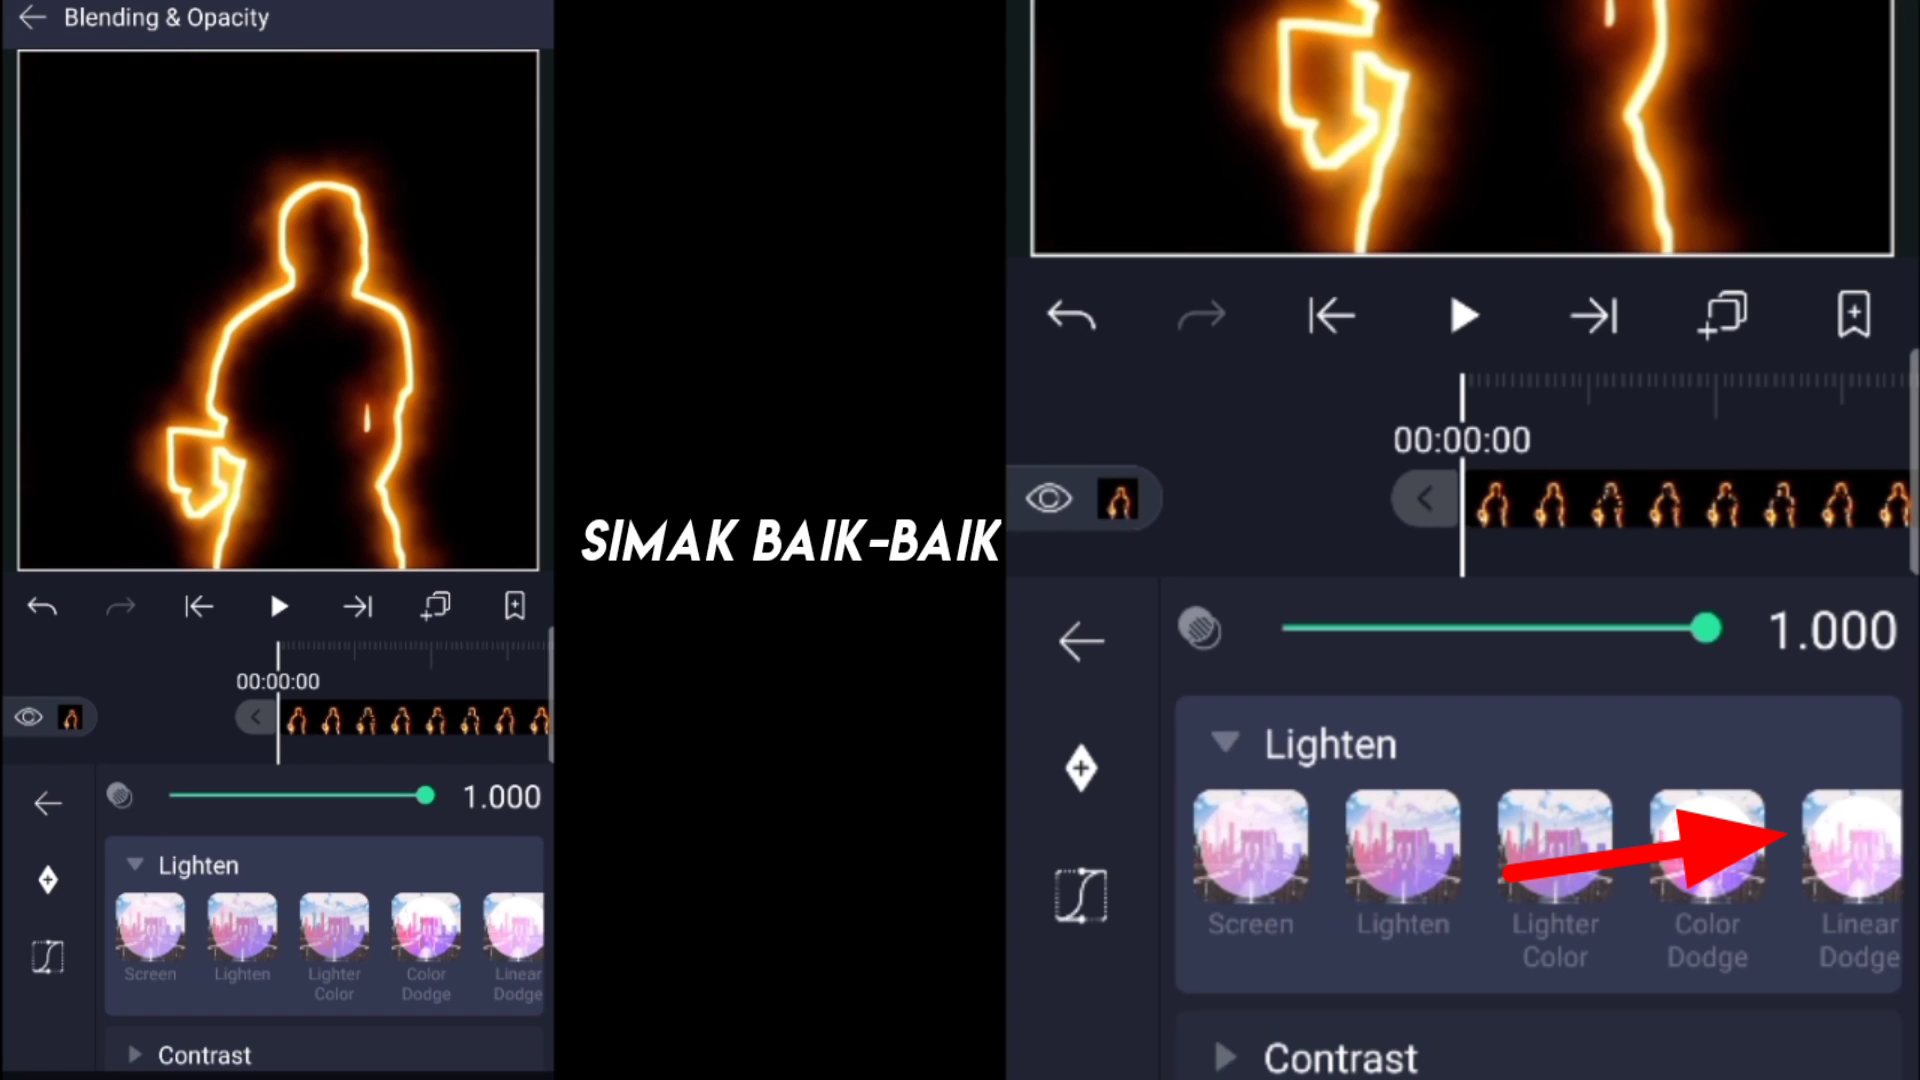 Blending & Opacity
00:00:00
1.000
Lighten
Screen
Lighten
Lighter
Color
Color
Dodge
Linear
Dodge
Contrast
SIMAK BAIK-BAIK
00:00:00
1.000
Lighten
Screen
Lighten
Lighter
Color
Color
Dodge
Linear
Dodge
Contrast